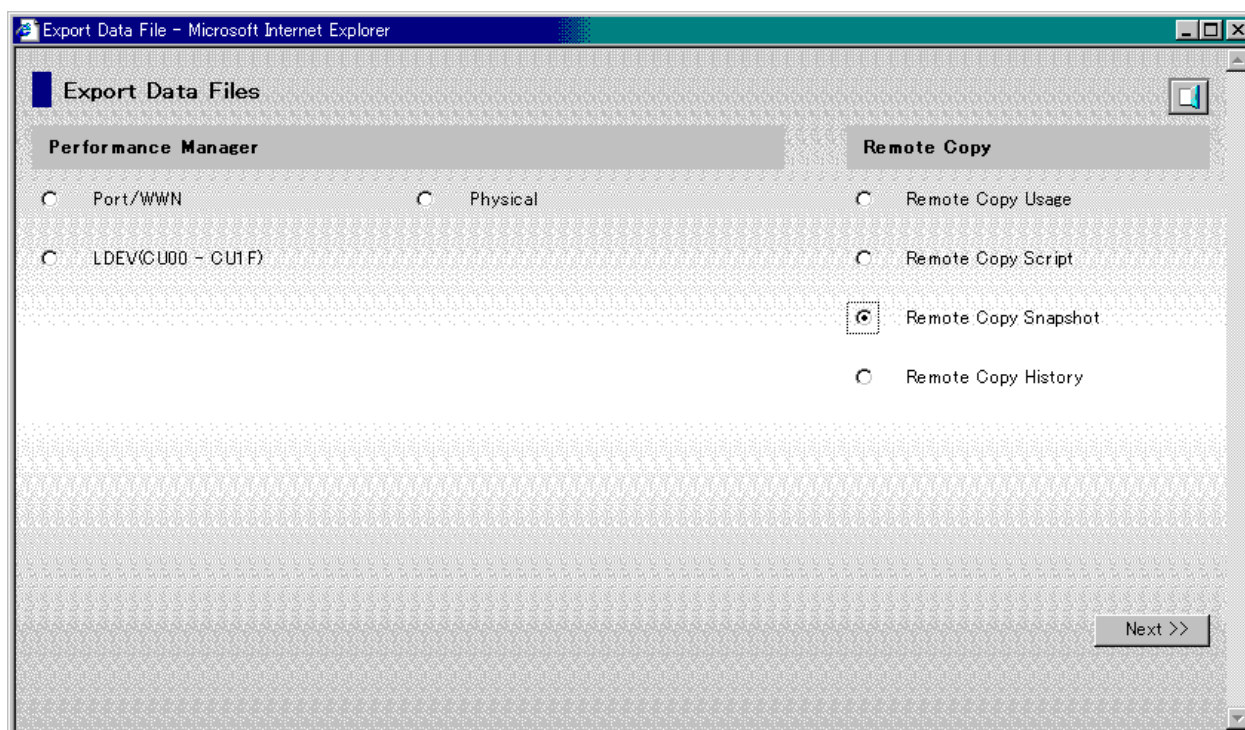 Export Data File - Microsoft Internet Explorer
Export Data Files
Performance Manager
Remote Copy
Port/WWN
Physical
Remote Copy Usage
LDEV(CU00 - CU1F)
Remote Copy Script
Remote Copy Snapshot
Remote Copy History
Next >>